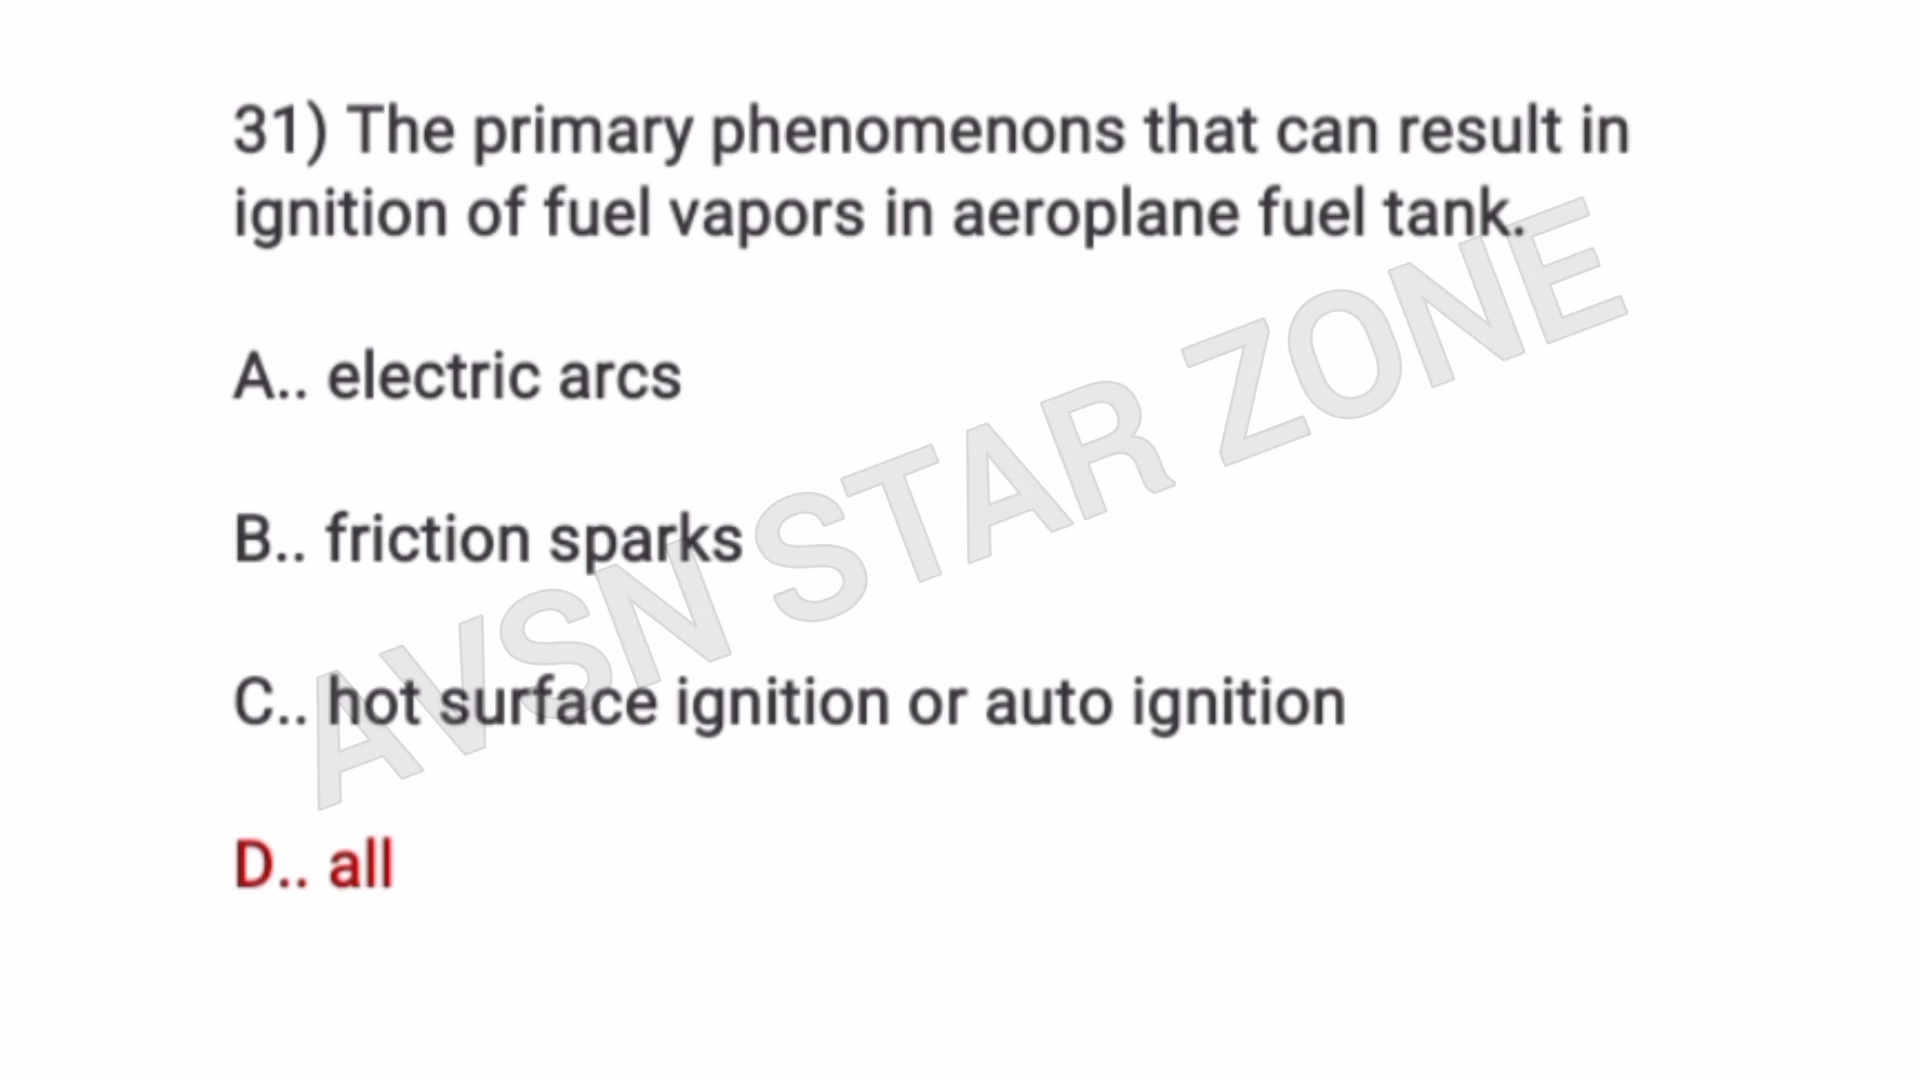 31) The primary phenomenons that can result in
ignition of fuel vapors in aeroplane fuel tank.
A.. electric arcs
B.. friction sparks
C.. hot surface ignition or auto ignition
D.. all
AVSN STAR ZONE